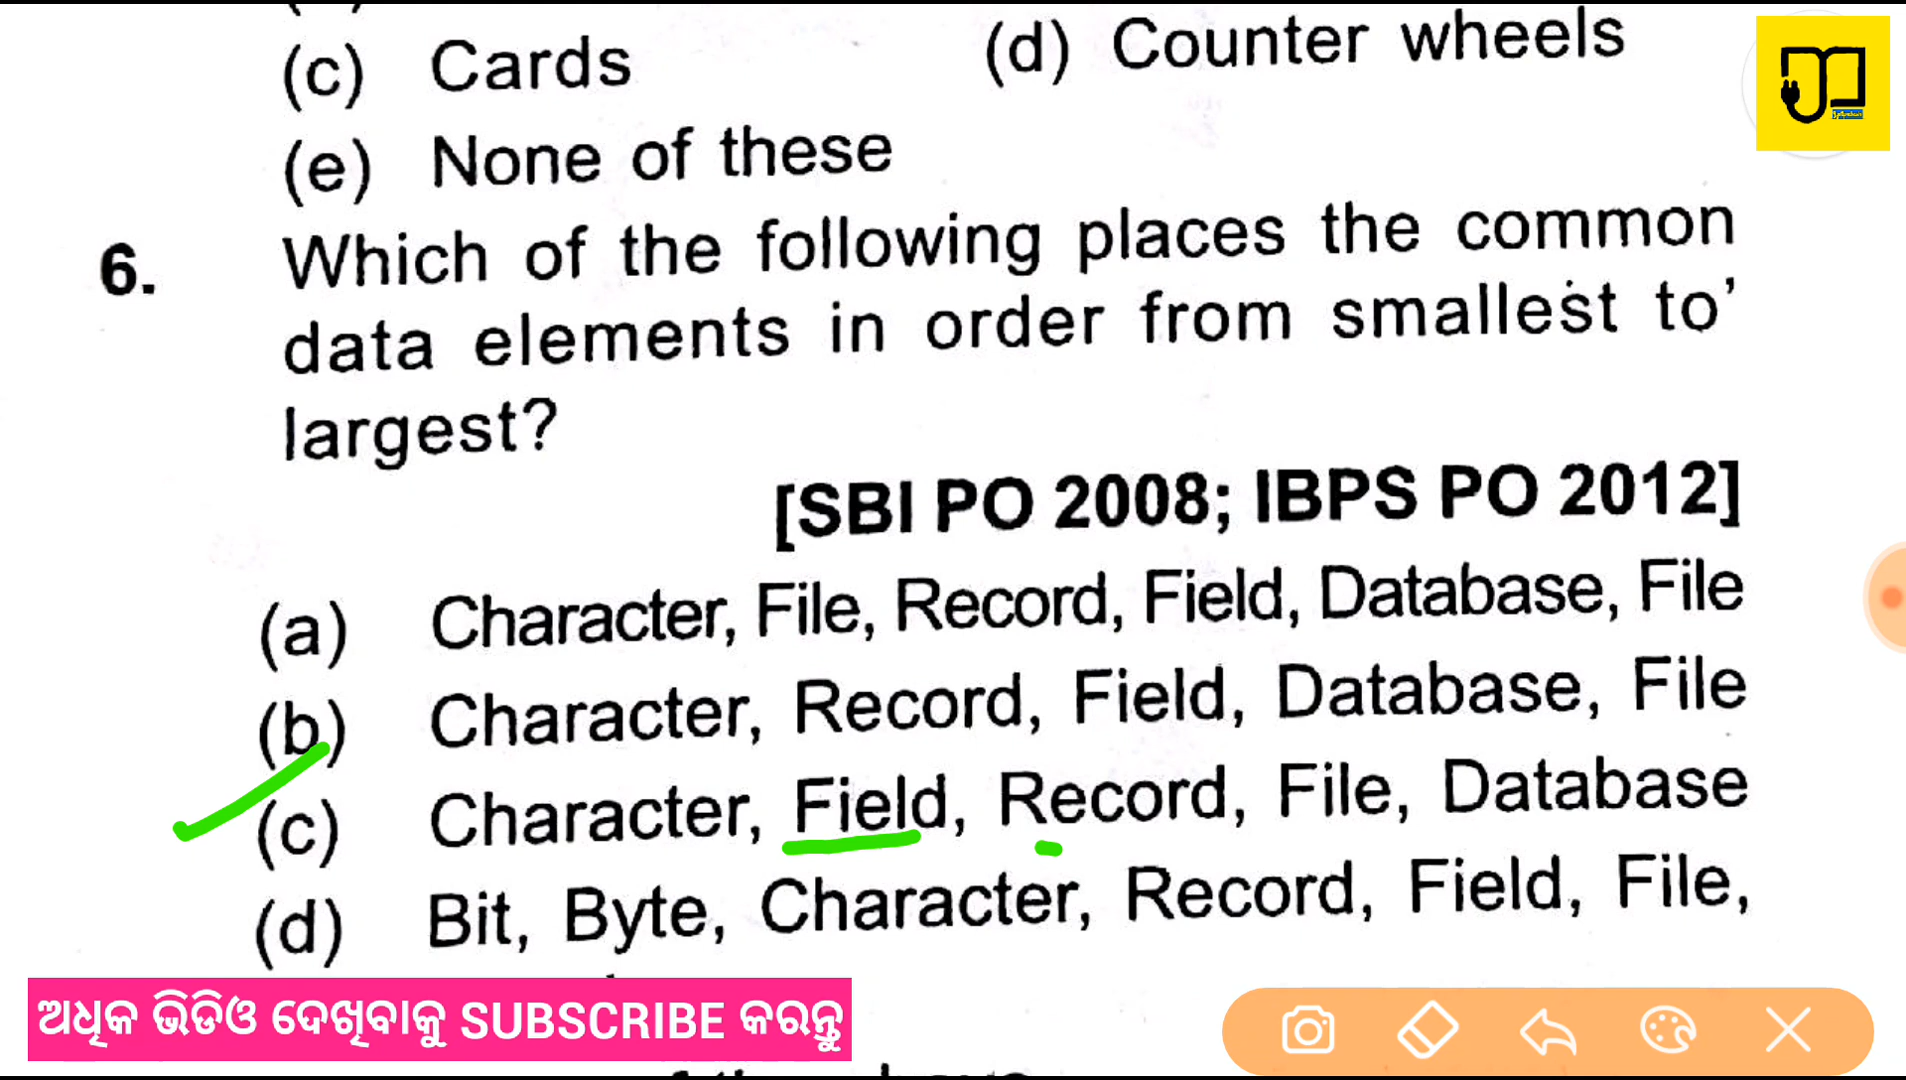 (c) Cards (d) Counter wheels
(e) None of these
6. Which of the following places the common
data elements in order from smallest to'
largest?
[SBI PO 2008; IBPS PO 2012]
(a) Character, File, Record, Field, Database, File
(b) Character, Record, Field, Database, File
(c) Character, Field, Record, File, Database
(d) Bit, Byte, Character, Record, Field, File,
ଅଧିକ ଭିଡିଓ ଦେଖିବାକୁ SUBSCRIBE କରନ୍ତୁ